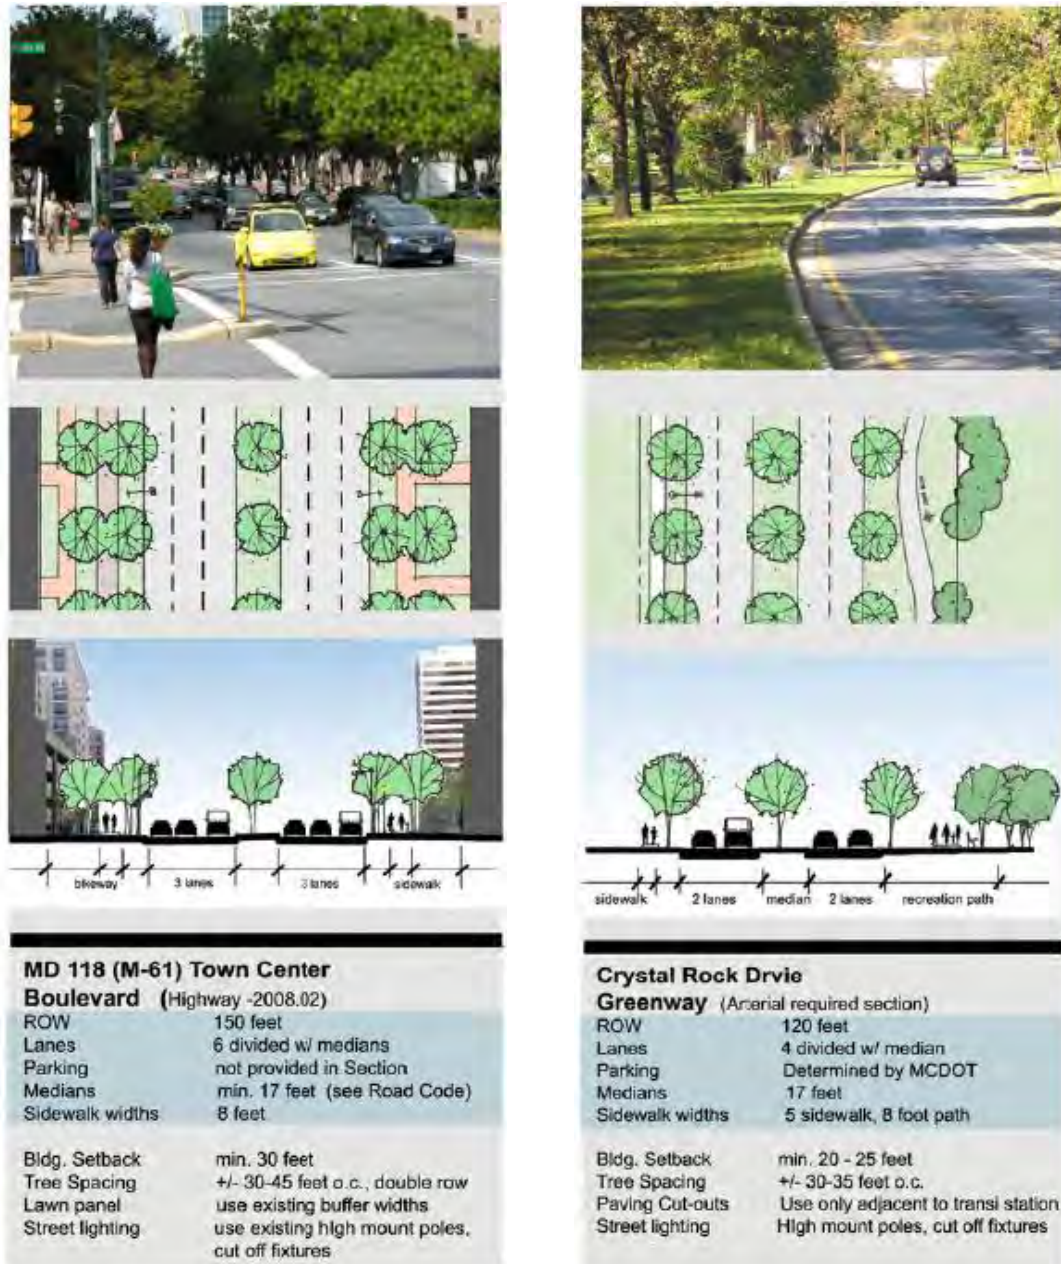 bikeway
3 lanes
3 lanes
sidewalk
MD 118 (M-61) Town Center
Boulevard (Highway -2008.02)
ROW 150 feet
Lanes 6 divided w/ medians
Parking not provided in Section
Medians min. 17 feet (see Road Code)
Sidewalk widths 8 feet
Bldg. Setback min. 30 feet
Tree Spacing +/- 30-45 feet o.c., double row
Lawn panel use existing buffer widths
Street lighting use existing high mount poles,
cut off fixtures
sidewalk
2 lanes
median
2 lanes
recreation path
Crystal Rock Drvie
Greenway (Arterial required section)
ROW 120 feet
Lanes 4 divided w/ median
Parking Determined by MCDOT
Medians 17 feet
Sidewalk widths 5 sidewalk, 8 foot path
Bldg. Setback min. 20 - 25 feet
Tree Spacing +/- 30-35 feet o.c.
Paving Cut-outs Use only adjacent to transi station
Street lighting High mount poles, cut off fixtures